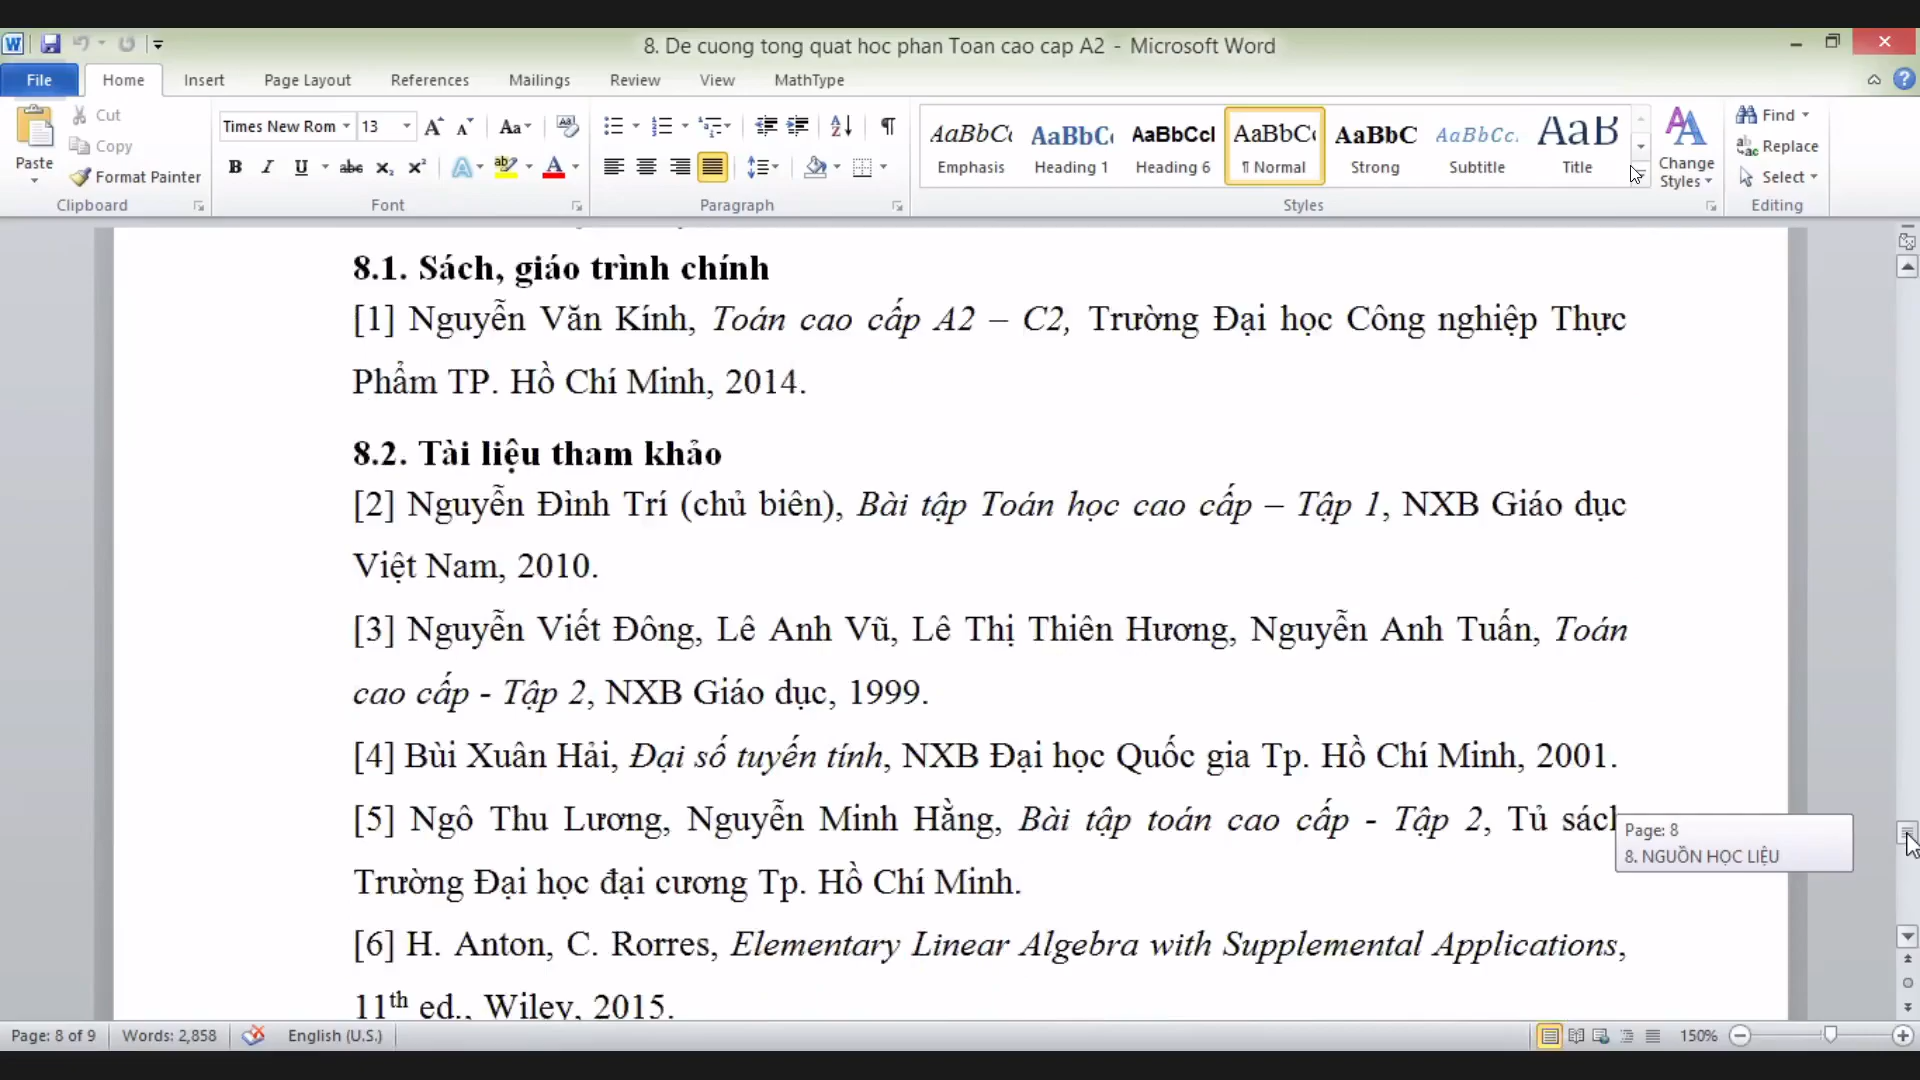 8. De cuong tong quat hoc phan Toan cao cap A2 - Microsoft Word
File Home Insert Page Layout References Mailings Review View MathType
Cut
Copy
Format Painter
Paste
Clipboard
Times New Rom 13
Font
Paragraph
AaBbCc AaBbCc AaBbCcI AaBbCc AaBbC AaBbCc. AaB
Emphasis Heading 1 Heading 6 ¶ Normal Strong Subtitle Title
Change
Styles
Styles
Find
Replace
Select
Editing
8.1. Sách, giáo trình chính
[1] Nguyễn Văn Kính, Toán cao cấp A2 – C2, Trường Đại học Công nghiệp Thực
Phẩm TP. Hồ Chí Minh, 2014.
8.2. Tài liệu tham khảo
[2] Nguyễn Đình Trí (chủ biên), Bài tập Toán học cao cấp – Tập 1, NXB Giáo dục
Việt Nam, 2010.
[3] Nguyễn Viết Đông, Lê Anh Vũ, Lê Thị Thiên Hương, Nguyễn Anh Tuấn, Toán
cao cấp - Tập 2, NXB Giáo dục, 1999.
[4] Bùi Xuân Hải, Đại số tuyến tính, NXB Đại học Quốc gia Tp. Hồ Chí Minh, 2001.
[5] Ngô Thu Lương, Nguyễn Minh Hằng, Bài tập toán cao cấp - Tập 2, Tủ sách
Trường Đại học đại cương Tp. Hồ Chí Minh.
[6] H. Anton, C. Rorres, Elementary Linear Algebra with Supplemental Applications,
11th ed., Wiley, 2015.
Page: 8
8. NGUỒN HỌC LIỆU
Page: 8 of 9 Words: 2,858 English (U.S.) 150%